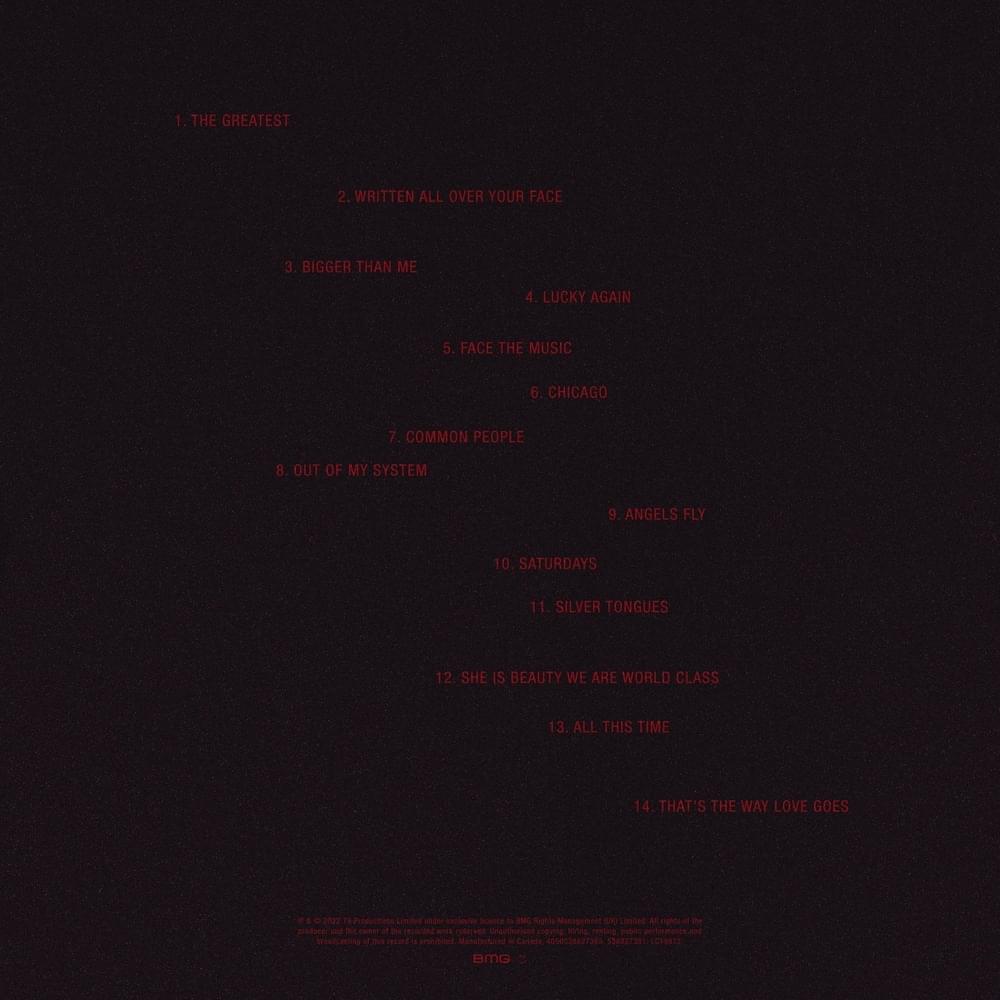 1. THE GREATEST
2. WRITTEN ALL OVER YOUR FACE
3. BIGGER THAN ME
4. LUCKY AGAIN
5. FACE THE MUSIC
6. CHICAGO
7. COMMON PEOPLE
8. OUT OF MY SYSTEM
9. ANGELS FLY
10. SATURDAYS
11. SILVER TONGUES
12. SHE IS BEAUTY WE ARE WORLD CLASS
13. ALL THIS TIME
14. THAT'S THE WAY LOVE GOES
℗ & © 2022 78 Productions Limited under exclusive licence to BMG Rights Management (UK) Limited. All rights of the
producer and the owner of the recorded work reserved. Unauthorised copying, hiring, renting, public performance and
broadcasting of this record is prohibited. Manufactured in Canada.
BMG